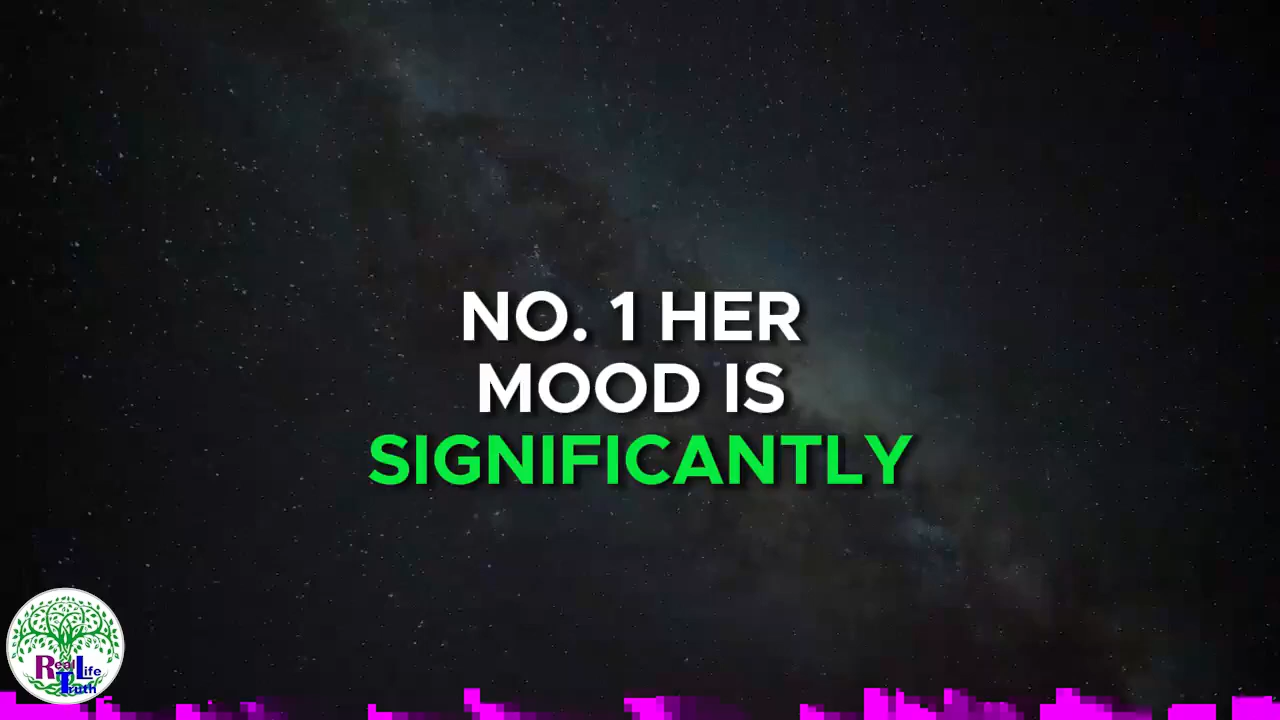 NO. 1 HER
MOOD IS
SIGNIFICANTLY
Real Life
Truth